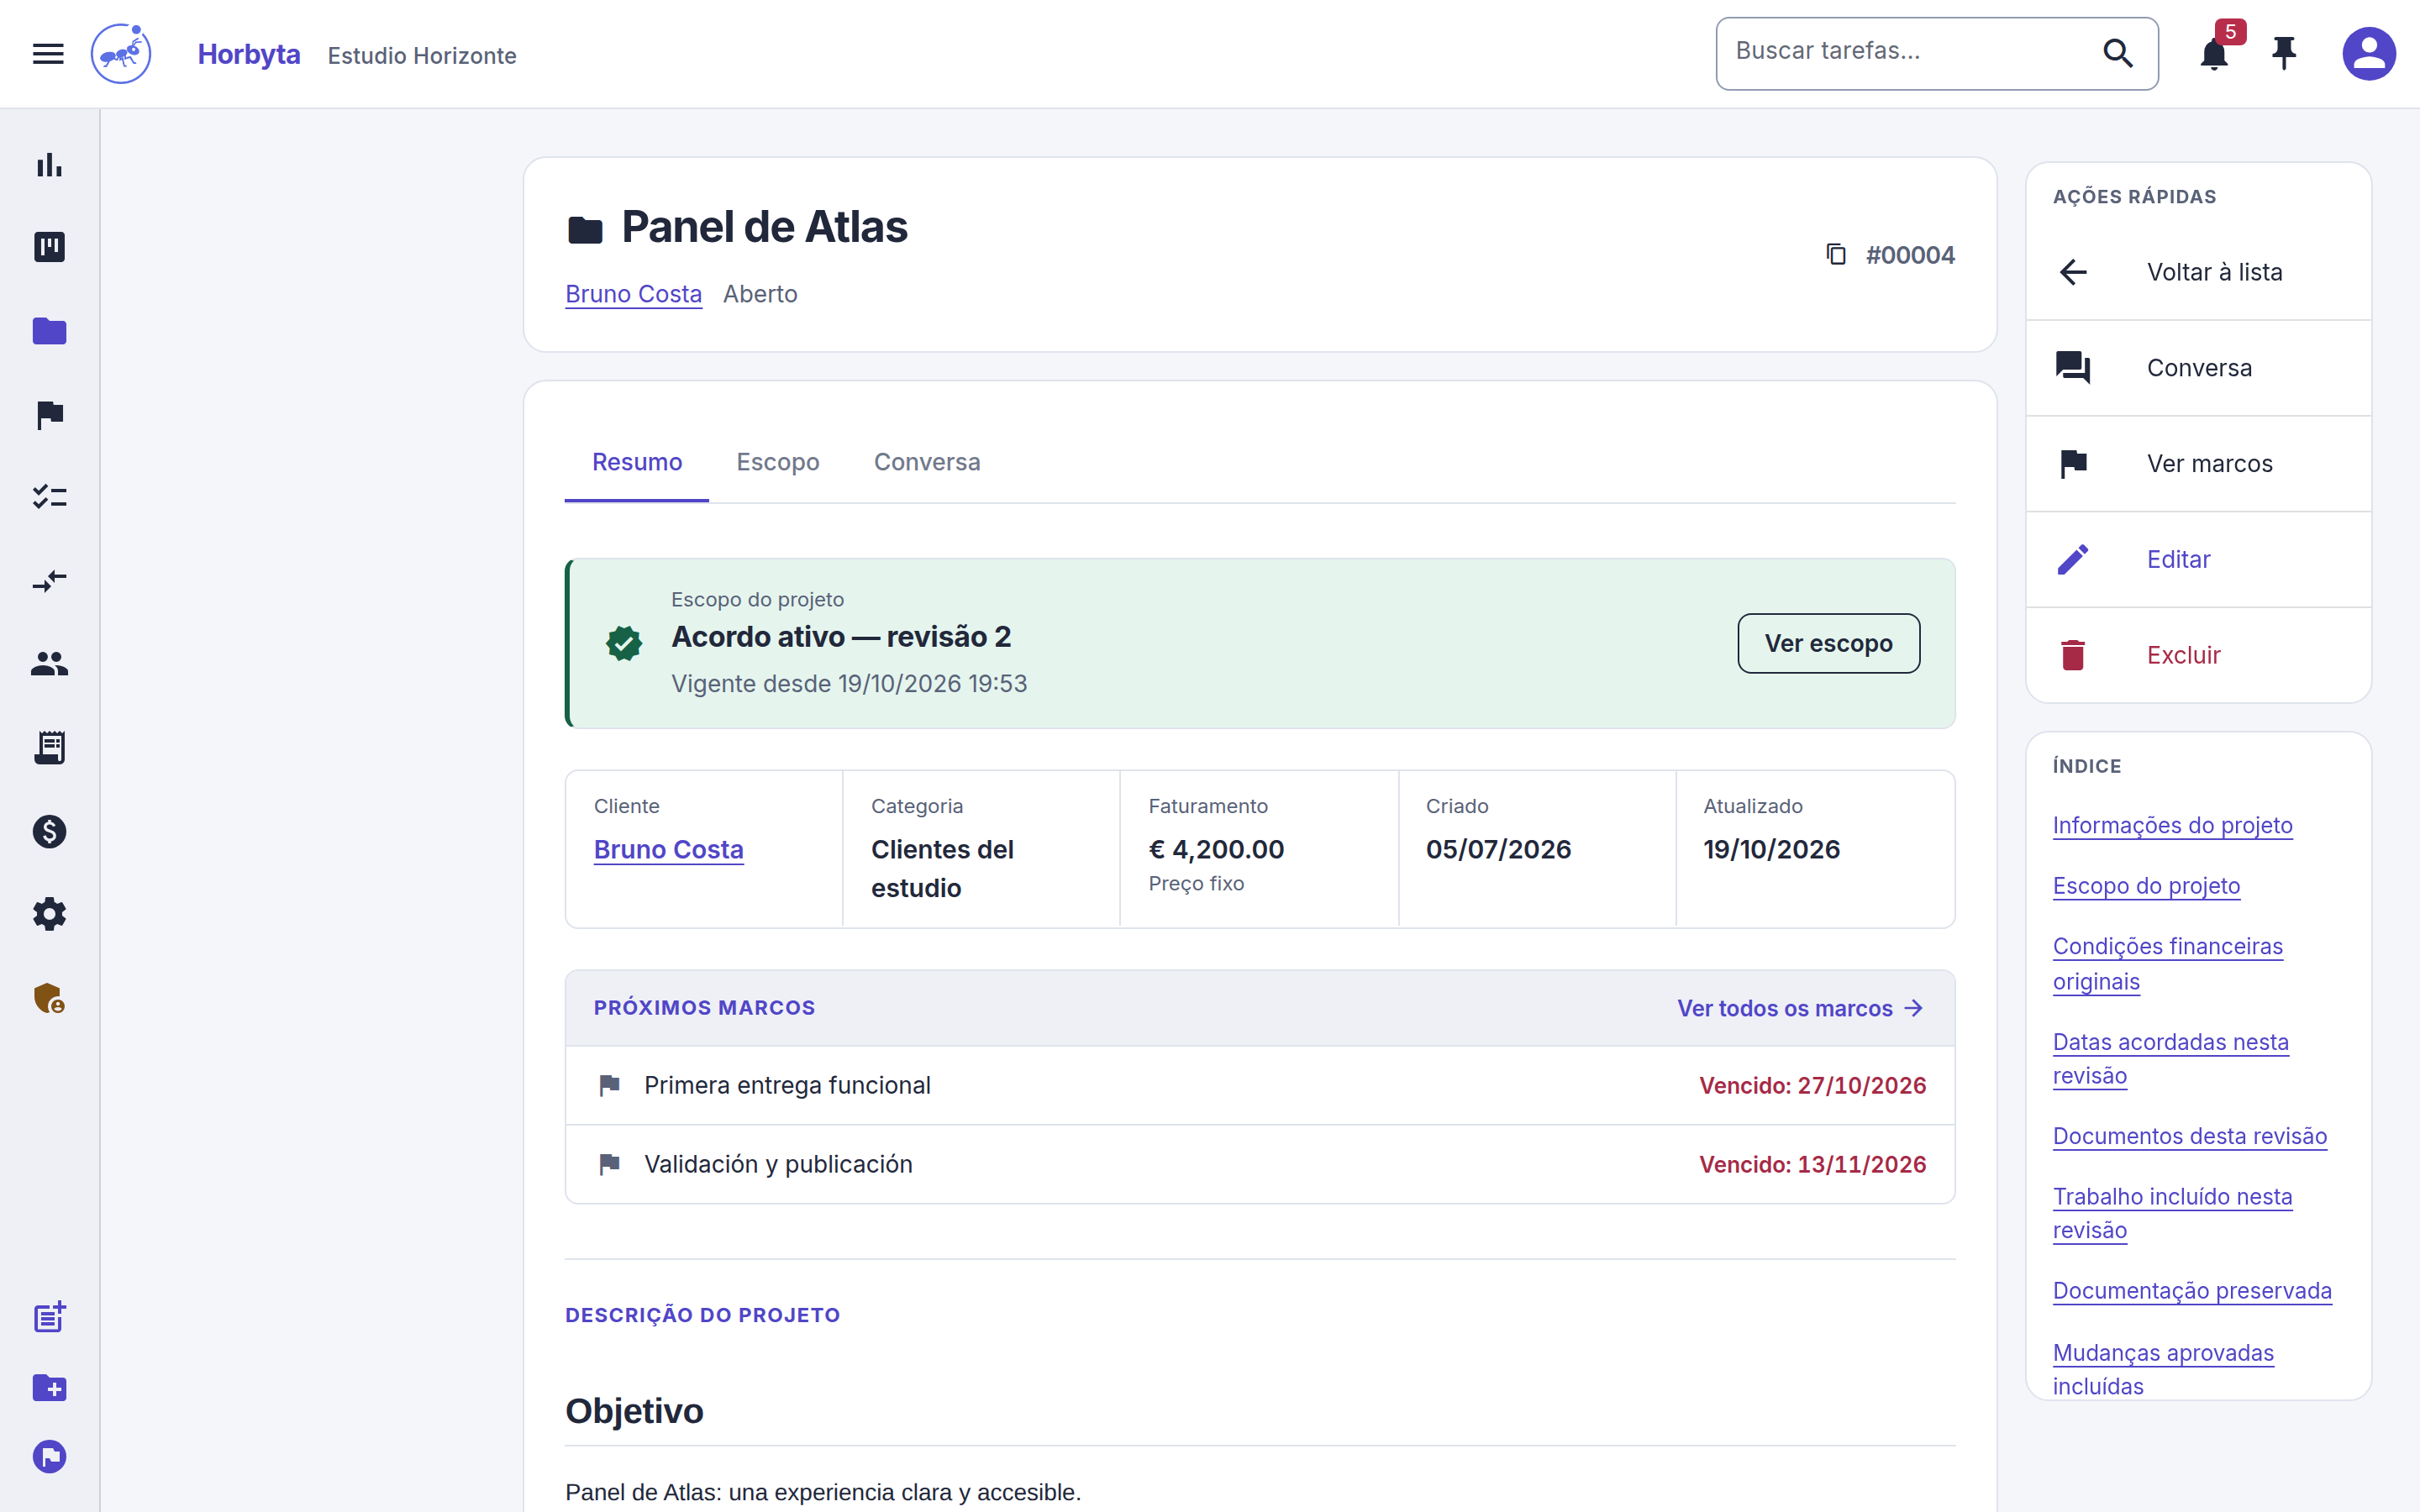 Horbyta Estudio Horizonte
Buscar tarefas...
5
Panel de Atlas
Bruno Costa Aberto
#00004
Resumo Escopo Conversa
Escopo do projeto
Acordo ativo — revisão 2
Vigente desde 19/10/2026 19:53
Ver escopo
Cliente
Bruno Costa
Categoria
Clientes del
estudio
Faturamento
€ 4,200.00
Preço fixo
Criado
05/07/2026
Atualizado
19/10/2026
PRÓXIMOS MARCOS
Ver todos os marcos
Primera entrega funcional
Vencido: 27/10/2026
Validación y publicación
Vencido: 13/11/2026
DESCRIÇÃO DO PROJETO
Objetivo
Panel de Atlas: una experiencia clara y accesible.
AÇÕES RÁPIDAS
Voltar à lista
Conversa
Ver marcos
Editar
Excluir
ÍNDICE
Informações do projeto
Escopo do projeto
Condições financeiras
originais
Datas acordadas nesta
revisão
Documentos desta revisão
Trabalho incluído nesta
revisão
Documentação preservada
Mudanças aprovadas
incluídas